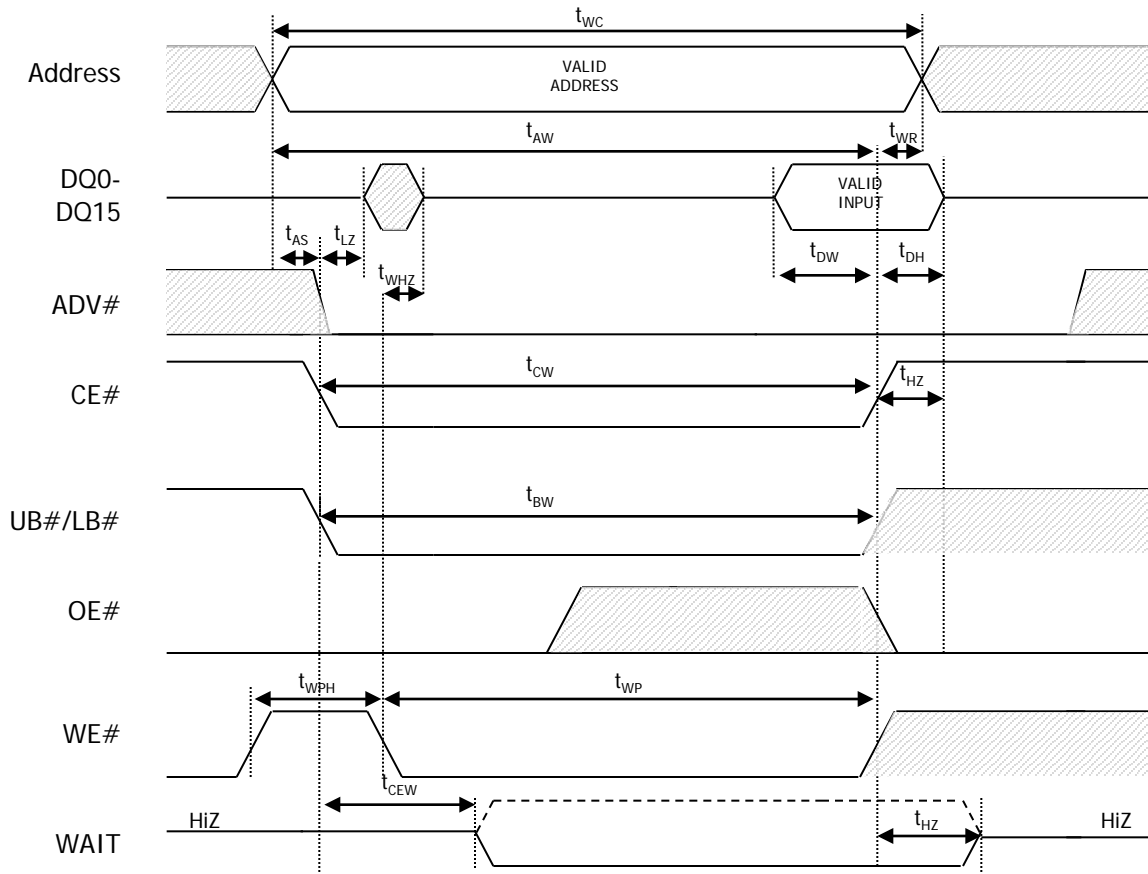 tWC
Address
VALID
ADDRESS
tAW
tWR
DQ0-
DQ15
VALID
INPUT
tAS
tLZ
tWHZ
tDW
tDH
ADV#
tCW
tHZ
CE#
tBW
UB#/LB#
OE#
tWPH
tWP
WE#
tCEW
HiZ
tHZ
HiZ
WAIT